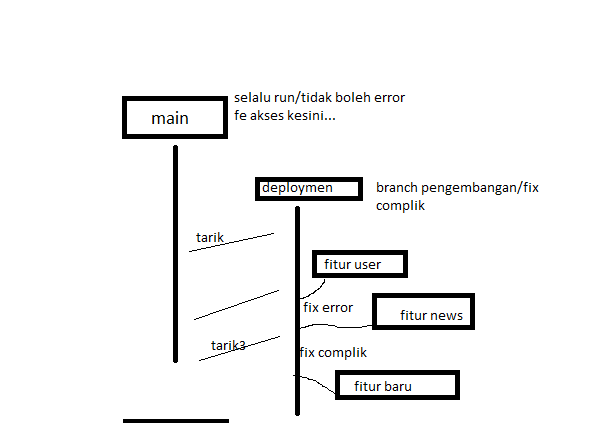 selalu run/tidak boleh error
fe akses kesini...
main
deploymen
branch pengembangan/fix
complik
tarik
fitur user
fix error
fitur news
tarik3
fix complik
fitur baru